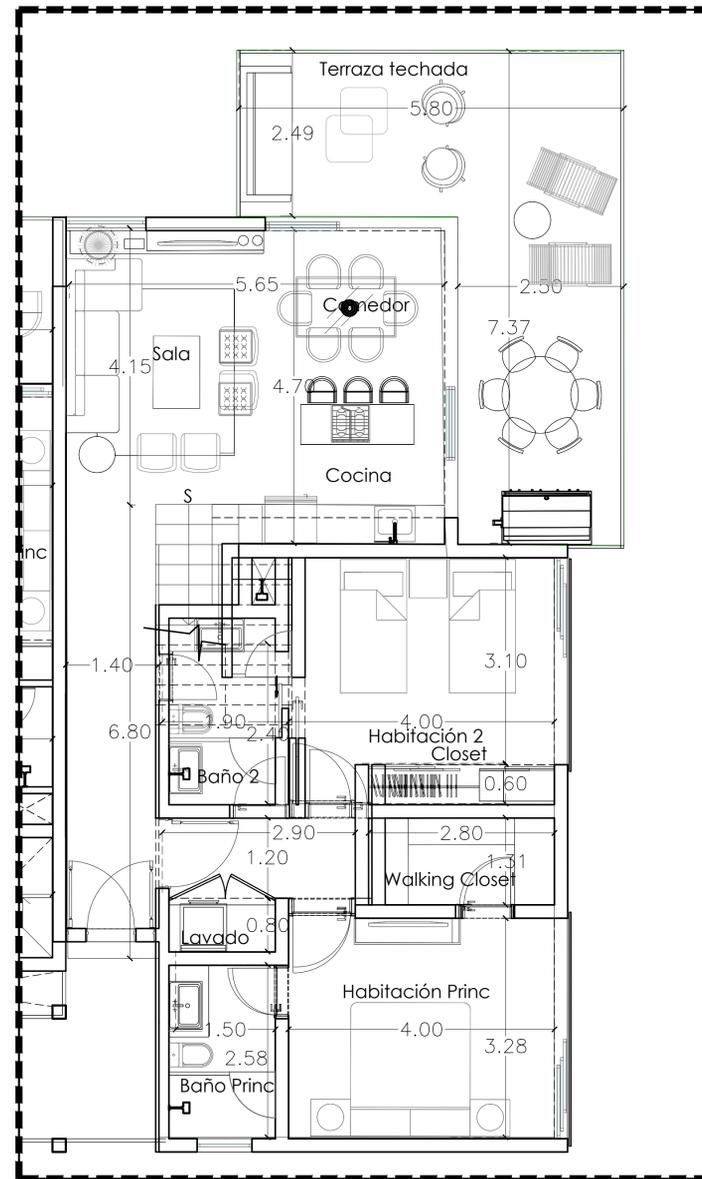 Terraza techada
5.80
2.49
5.65
2.50
Comedor
7.37
Sala
4.15
4.79
Cocina
S
inc
1.40
3.10
6.80
1.90
2.40
4.00
Habitación 2
Closet
Baño 2
0.60
2.90
2.80
1.20
1.31
Walking Closet
0.80
Lavado
Habitación Princ
.50
4.00
2.58
3.28
Baño Princ